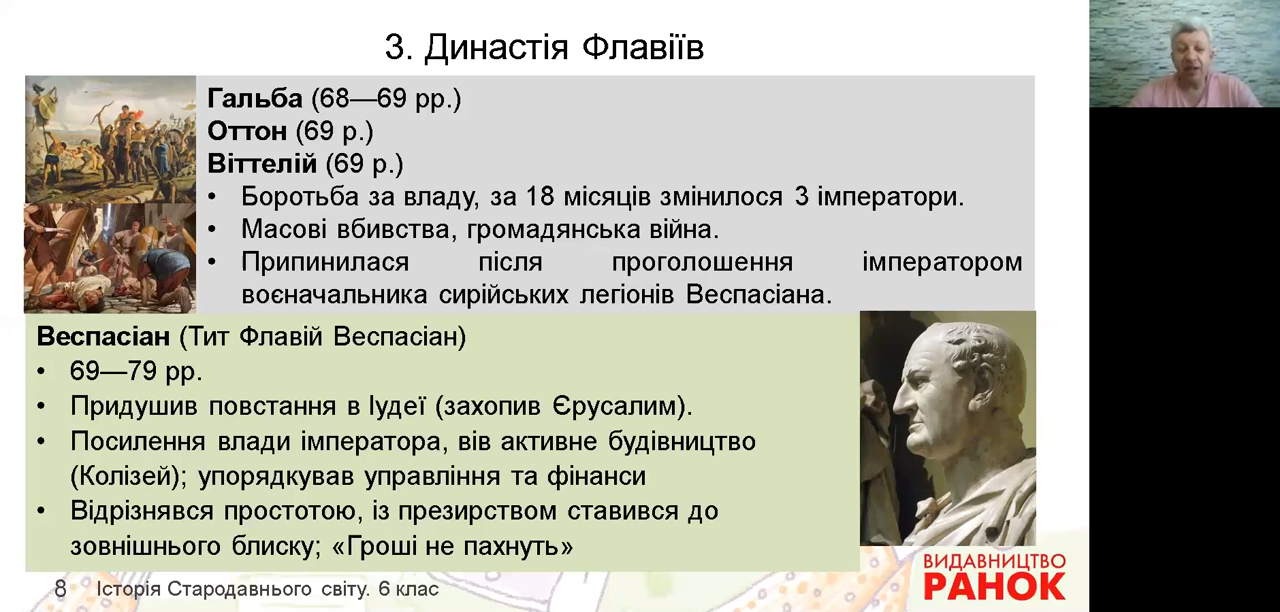 3. Династія Флавіїв
Гальба (68—69 рр.)
Оттон (69 р.)
Віттелій (69 р.)
• Боротьба за владу, за 18 місяців змінилося 3 імператори.
• Масові вбивства, громадянська війна.
• Припинилася після проголошення імператором
воєначальника сирійських легіонів Веспасіана.
Веспасіан (Тит Флавій Веспасіан)
• 69—79 рр.
• Придушив повстання в Іудеї (захопив Єрусалим).
• Посилення влади імператора, вів активне будівництво
(Колізей); упорядкував управління та фінанси
• Відрізнявся простотою, із презирством ставився до
зовнішнього блиску; «Гроші не пахнуть»
8 Історія Стародавнього світу. 6 клас
ВИДАВНИЦТВО
РАНОК